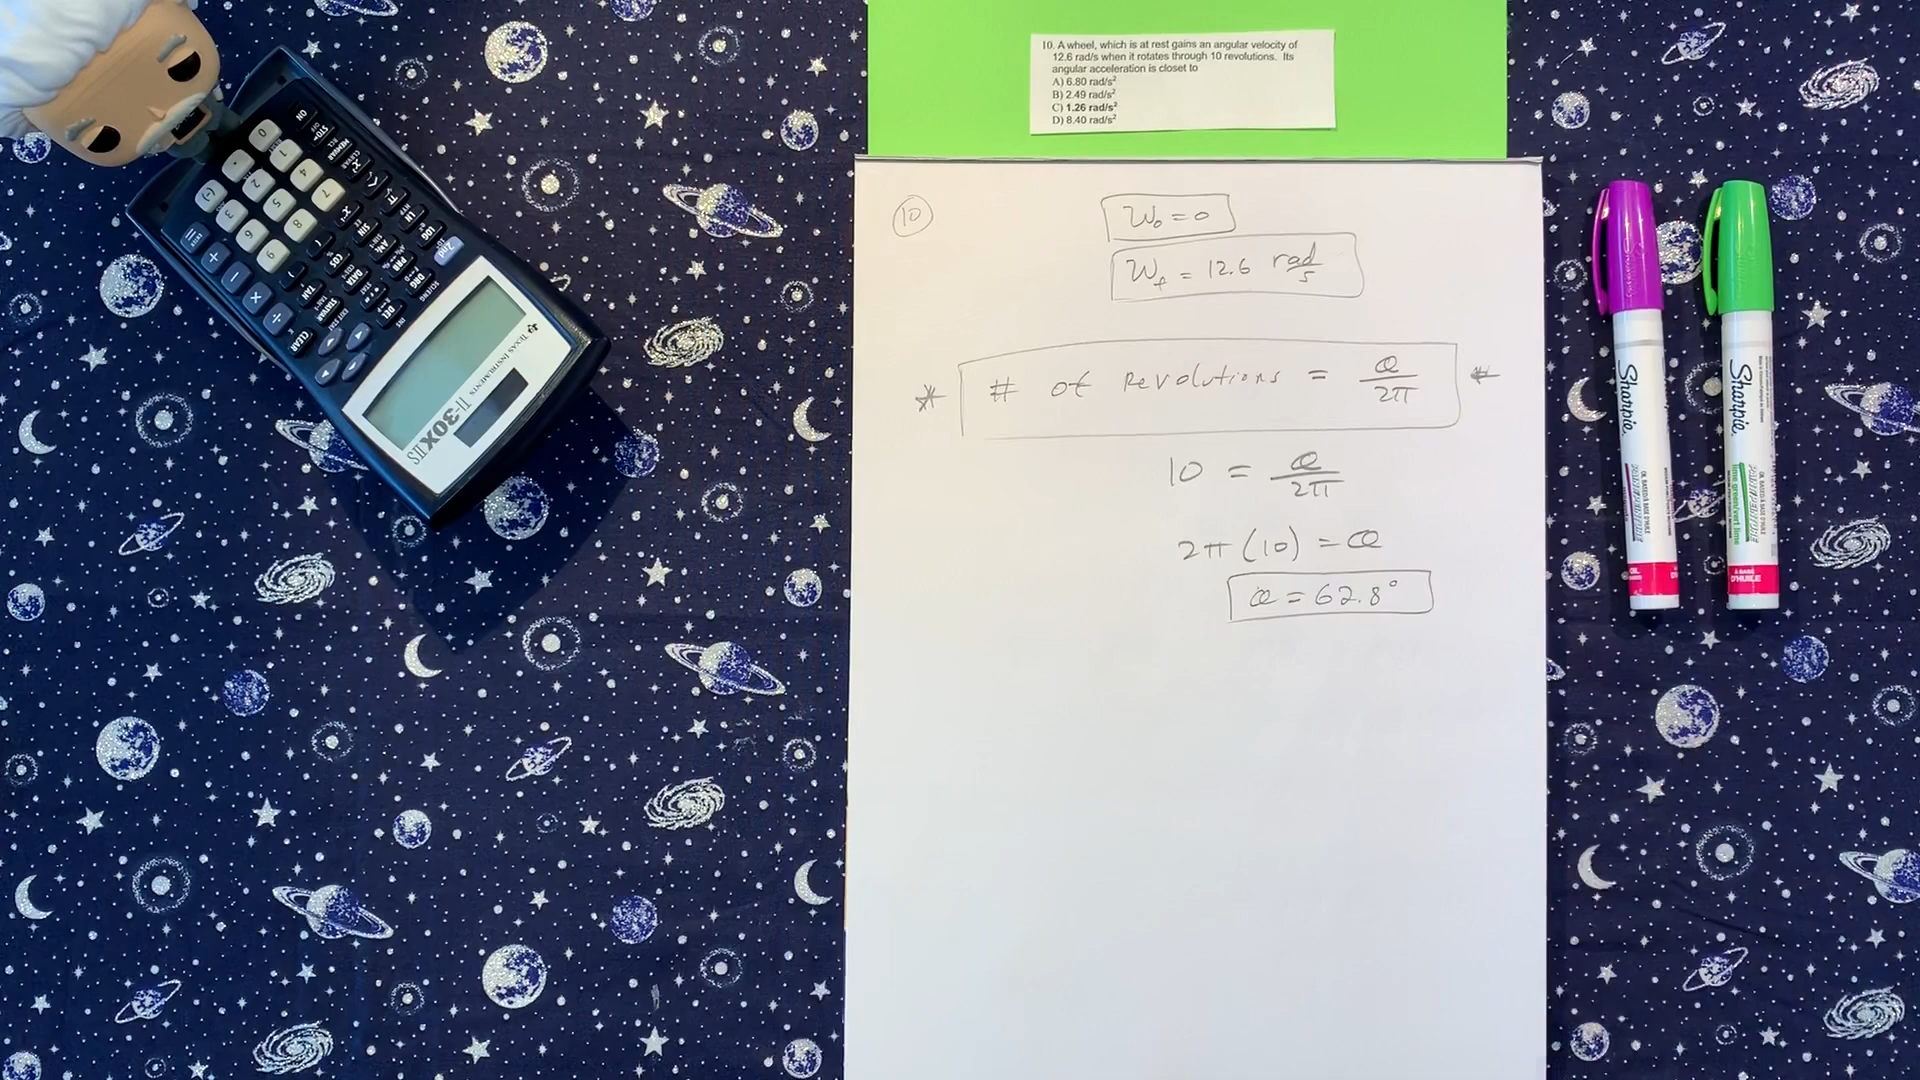 10. A wheel, which is at rest gains an angular velocity of
12.6 rad/s when it rotates through 10 revolutions. Its
angular acceleration is closet to
A) 6.80 rad/s²
B) 2.49 rad/s²
C) 1.26 rad/s²
D) 8.40 rad/s²
10
W₀ = 0
W_f = 12.6 rad/s
* # of Revolutions = θ/2π *
10 = θ/2π
2π(10) = θ
θ = 62.8°
TEXAS INSTRUMENTS
TI-30X IIS
Sharpie
Sharpie